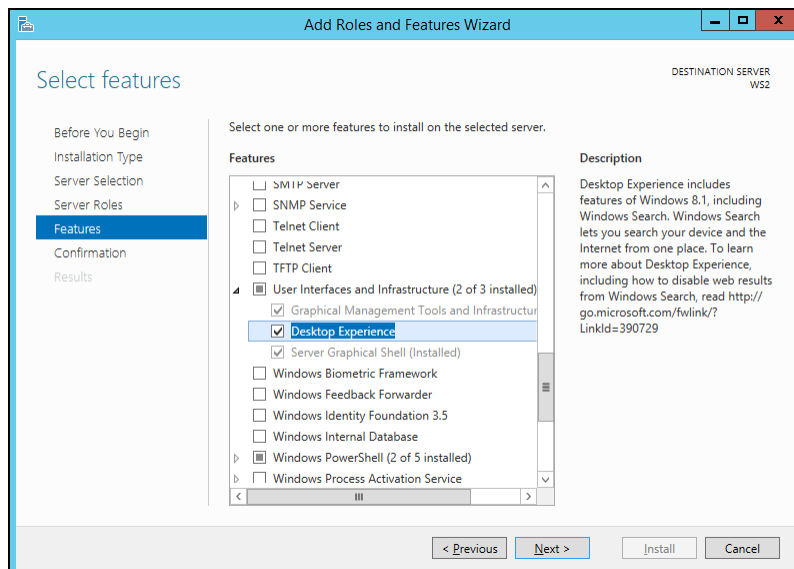 Add Roles and Features Wizard
Select features
DESTINATION SERVER
WS2
Before You Begin
Installation Type
Server Selection
Server Roles
Features
Confirmation
Results
Select one or more features to install on the selected server.
Features
SMTP Server
SNMP Service
Telnet Client
Telnet Server
TFTP Client
User Interfaces and Infrastructure (2 of 3 installed)
Graphical Management Tools and Infrastructur
Desktop Experience
Server Graphical Shell (Installed)
Windows Biometric Framework
Windows Feedback Forwarder
Windows Identity Foundation 3.5
Windows Internal Database
Windows PowerShell (2 of 5 installed)
Windows Process Activation Service
Description
Desktop Experience includes
features of Windows 8.1, including
Windows Search. Windows Search
lets you search your device and the
Internet from one place. To learn
more about Desktop Experience,
including how to disable web results
from Windows Search, read http://
go.microsoft.com/fwlink/?
LinkId=390729
< Previous
Next >
Install
Cancel